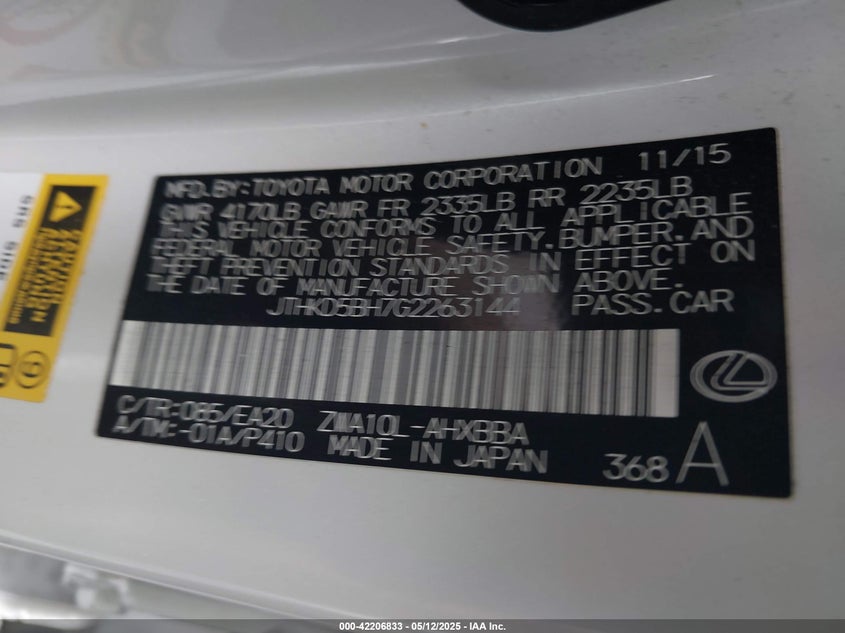 MFD.BY:TOYOTA MOTOR CORPORATION 11/15
GVWR 4170LB GAWR FR 2335LB RR 2235LB
THIS VEHICLE CONFORMS TO ALL APPLICABLE
FEDERAL MOTOR VEHICLE SAFETY,BUMPER,AND
THEFT PREVENTION STANDARDS IN EFFECT ON
THE DATE OF MANUFACTURE SHOWN ABOVE.
JTHKD5BH7G2263144 PASS.CAR
C/TR:085/EA20 ZWA10L-AHXBBA
A/TM:-01A/P410 MADE IN JAPAN
368 A
SRS SIDE
000-42206833 - 05/12/2025 - IAA Inc.